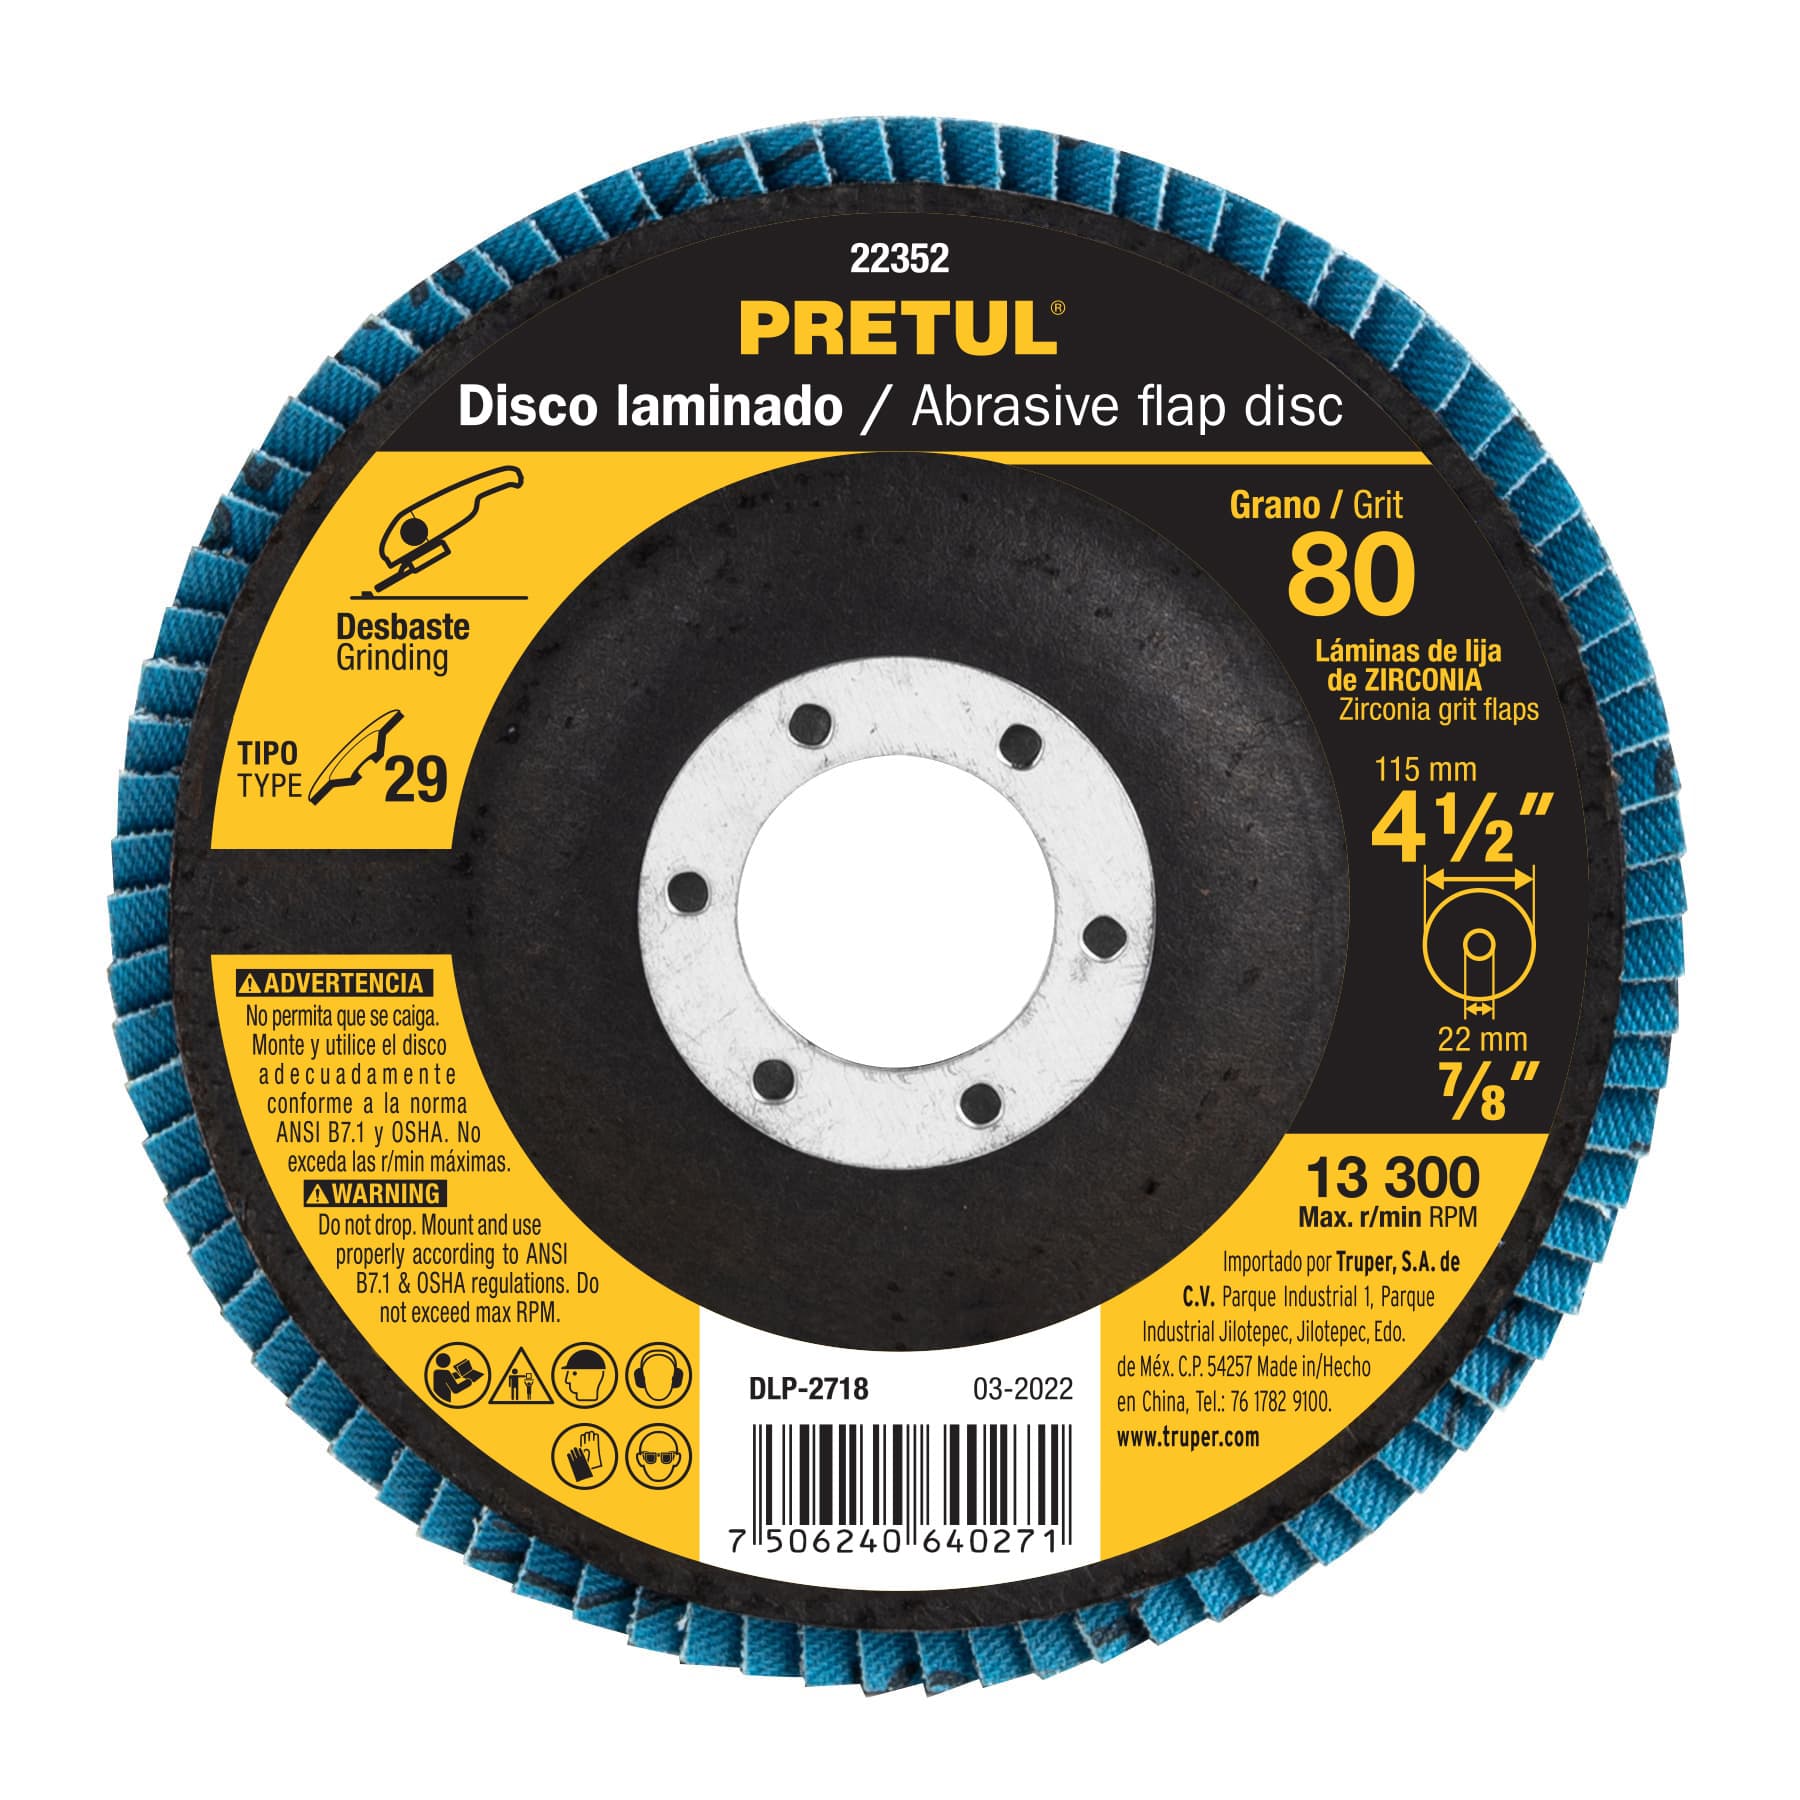 22352
PRETUL®
Disco laminado / Abrasive flap disc
Desbaste
Grinding
TIPO
TYPE
29
Grano / Grit
80
Láminas de lija
de ZIRCONIA
Zirconia grit flaps
115 mm
4 1/2”
22 mm
7/8”
ADVERTENCIA
No permita que se caiga.
Monte y utilice el disco
adecuadamente
conforme a la norma
ANSI B7.1 y OSHA. No
exceda las r/min máximas.
WARNING
Do not drop. Mount and use
properly according to ANSI
B7.1 & OSHA regulations. Do
not exceed max RPM.
13 300
Max. r/min RPM
Importado por Truper, S.A. de
C.V. Parque Industrial 1, Parque
Industrial Jilotepec, Jilotepec, Edo.
de Méx. C.P. 54257 Made in/Hecho
en China, Tel.: 76 1782 9100.
www.truper.com
DLP-2718 03-2022
7 506240 640271